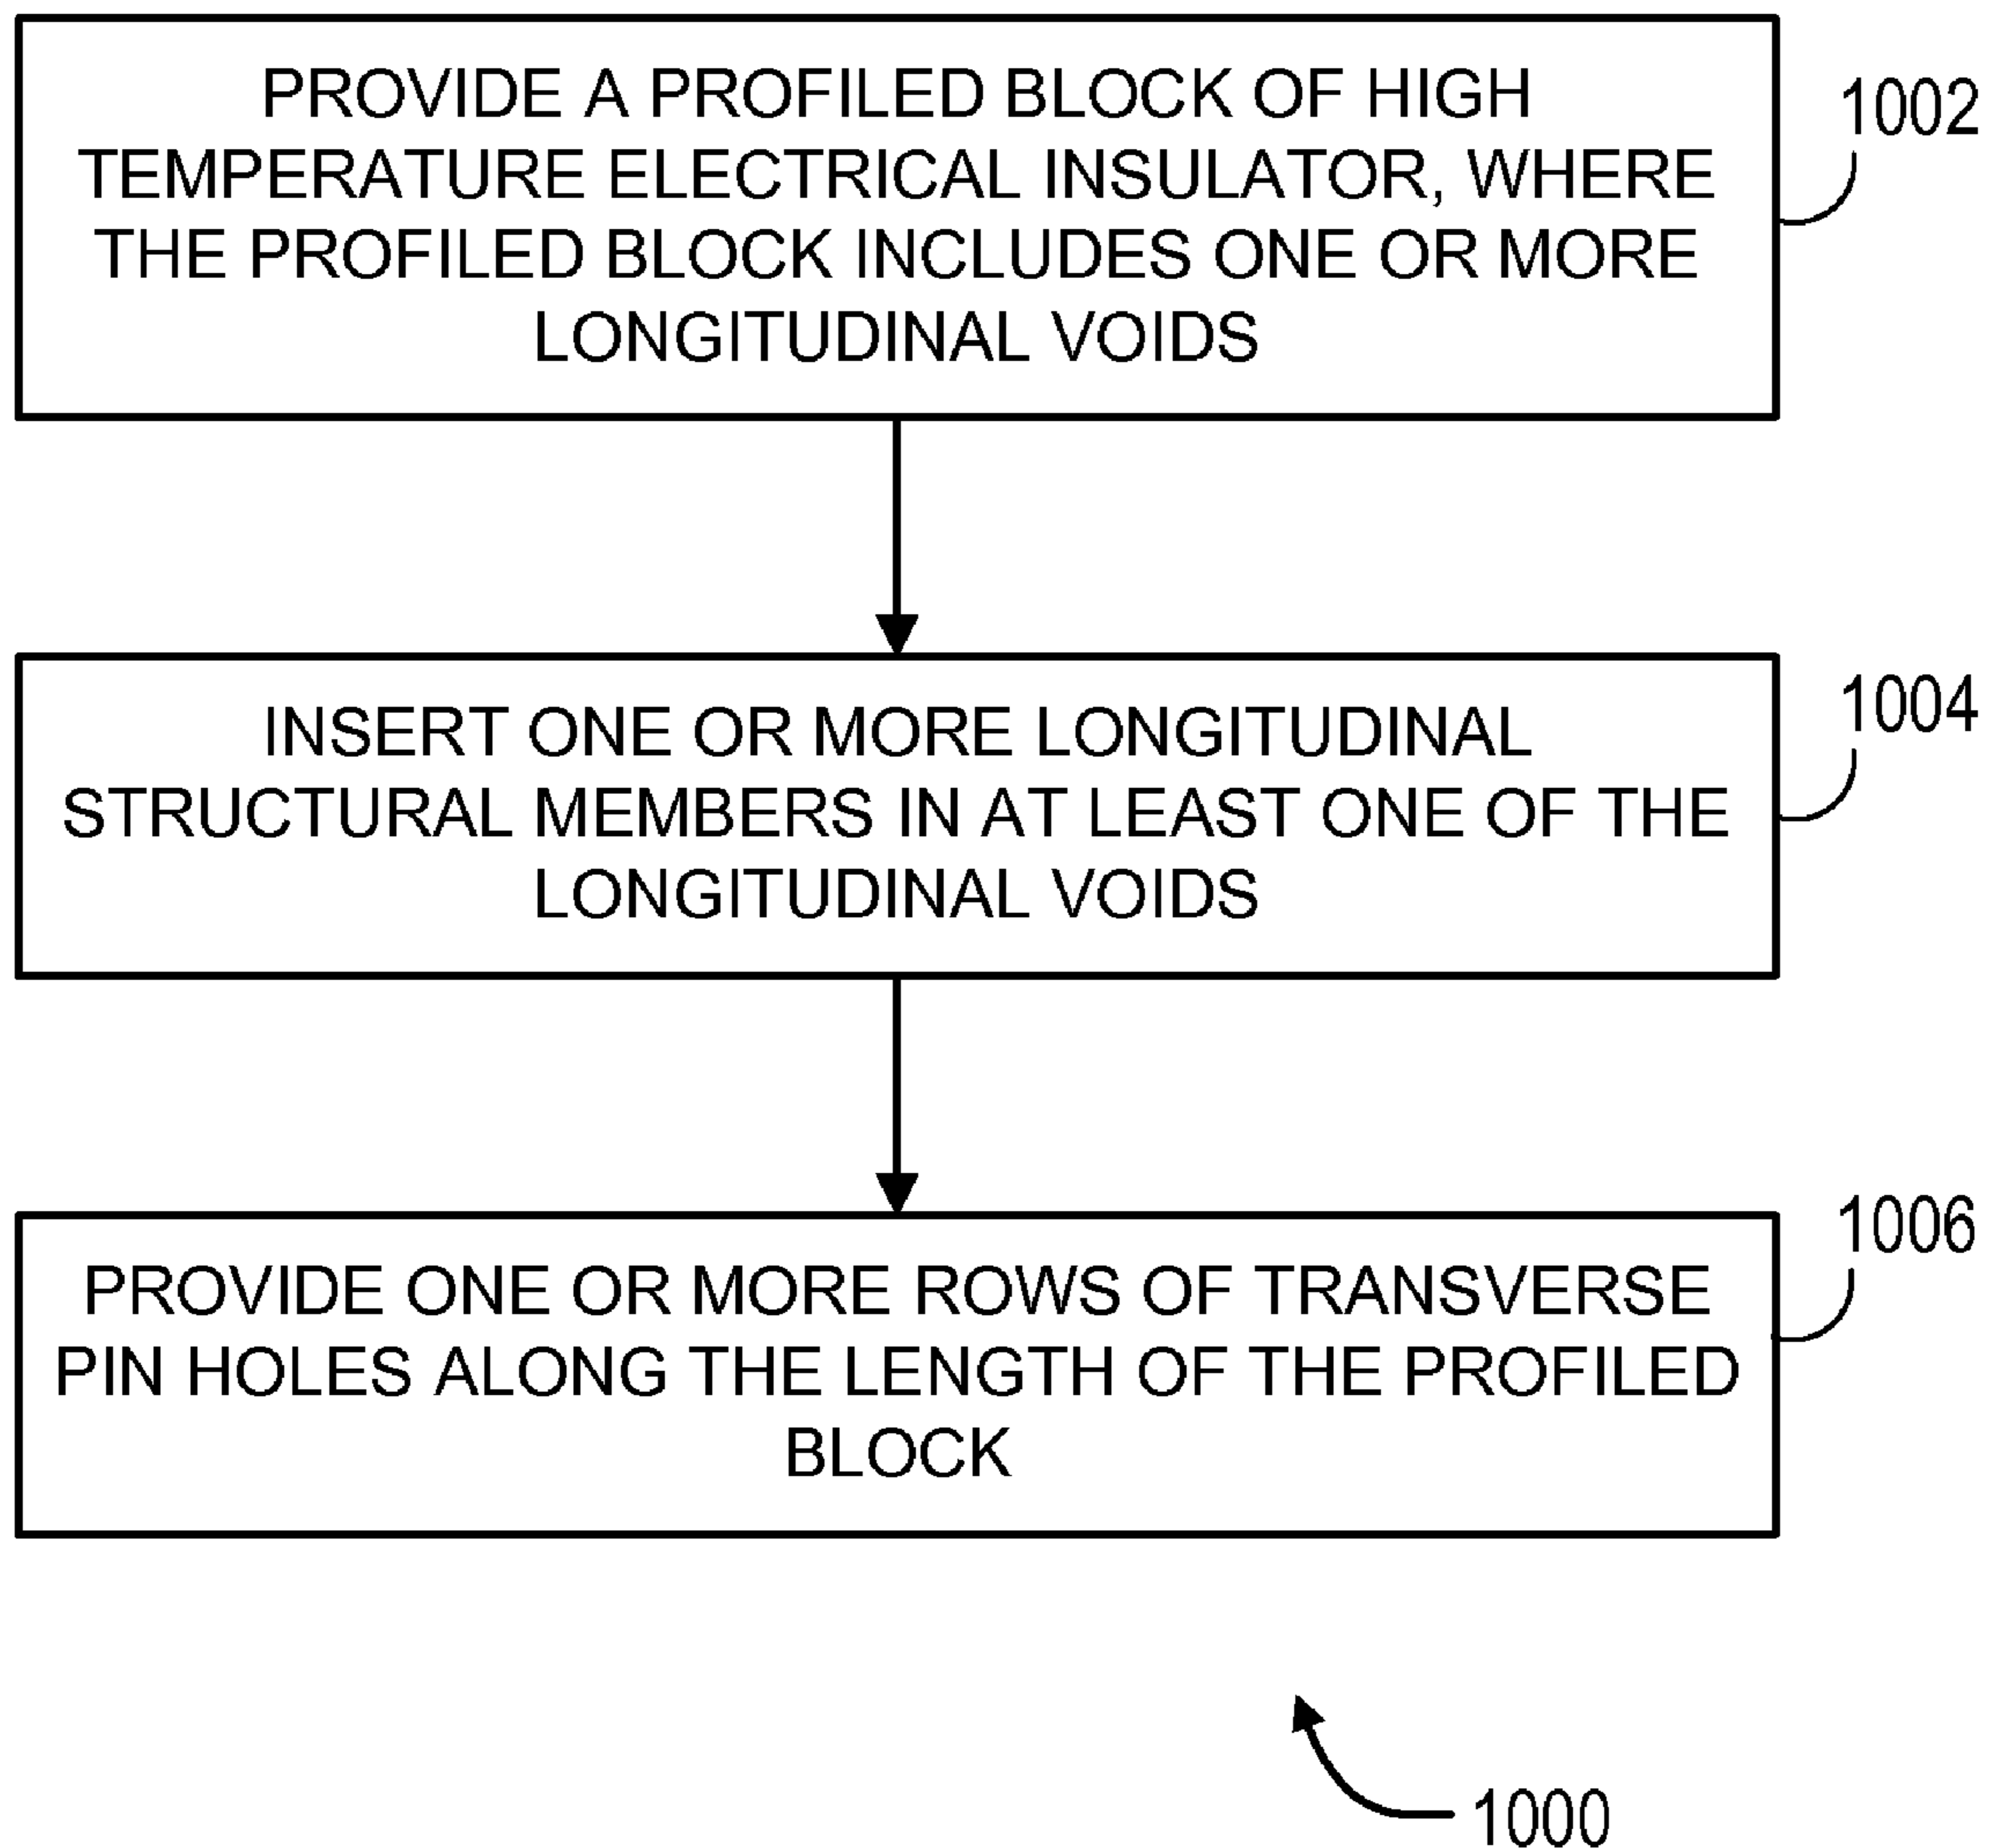 PROVIDE A PROFILED BLOCK OF HIGH
TEMPERATURE ELECTRICAL INSULATOR, WHERE
THE PROFILED BLOCK INCLUDES ONE OR MORE
LONGITUDINAL VOIDS
1002
INSERT ONE OR MORE LONGITUDINAL
STRUCTURAL MEMBERS IN AT LEAST ONE OF THE
LONGITUDINAL VOIDS
1004
PROVIDE ONE OR MORE ROWS OF TRANSVERSE
PIN HOLES ALONG THE LENGTH OF THE PROFILED
BLOCK
1006
1000